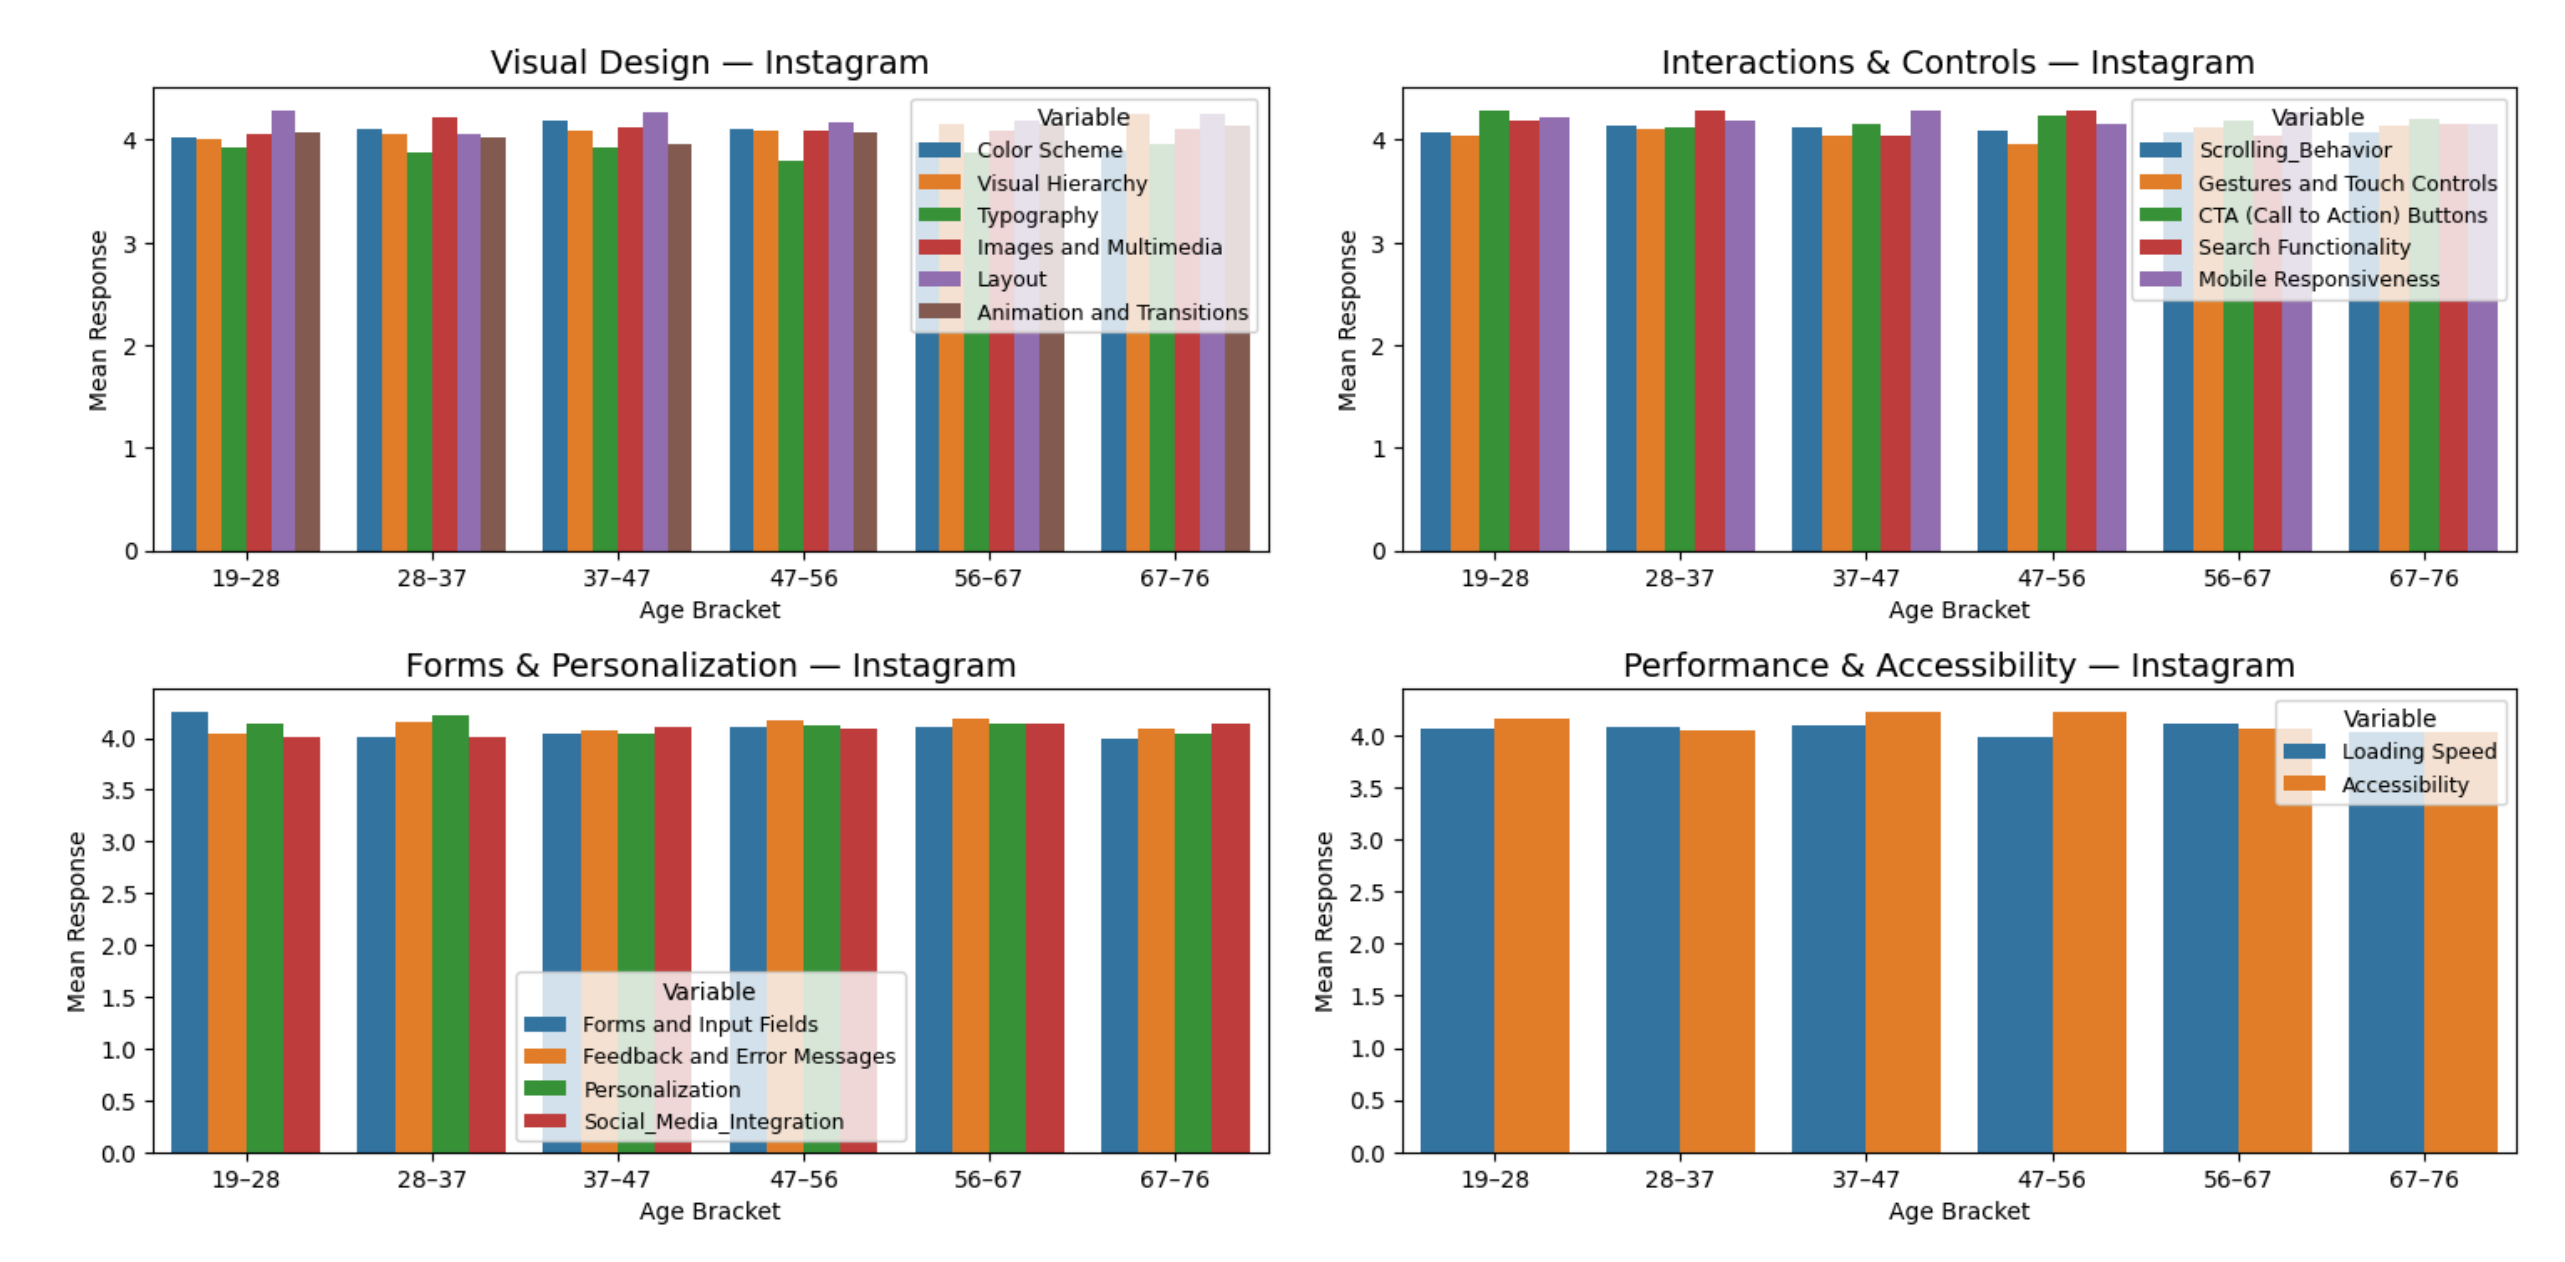 Visual Design — Instagram
Mean Response
4
3
2
1
0
Variable
Color Scheme
Visual Hierarchy
Typography
Images and Multimedia
Layout
Animation and Transitions
19–28
28–37
37–47
47–56
56–67
67–76
Age Bracket
Interactions & Controls — Instagram
Mean Response
4
3
2
1
0
Variable
Scrolling_Behavior
Gestures and Touch Controls
CTA (Call to Action) Buttons
Search Functionality
Mobile Responsiveness
19–28
28–37
37–47
47–56
56–67
67–76
Age Bracket
Forms & Personalization — Instagram
Mean Response
4.0
3.5
3.0
2.5
2.0
1.5
1.0
0.5
0.0
Variable
Forms and Input Fields
Feedback and Error Messages
Personalization
Social_Media_Integration
19–28
28–37
37–47
47–56
56–67
67–76
Age Bracket
Performance & Accessibility — Instagram
Mean Response
4.0
3.5
3.0
2.5
2.0
1.5
1.0
0.5
0.0
Variable
Loading Speed
Accessibility
19–28
28–37
37–47
47–56
56–67
67–76
Age Bracket